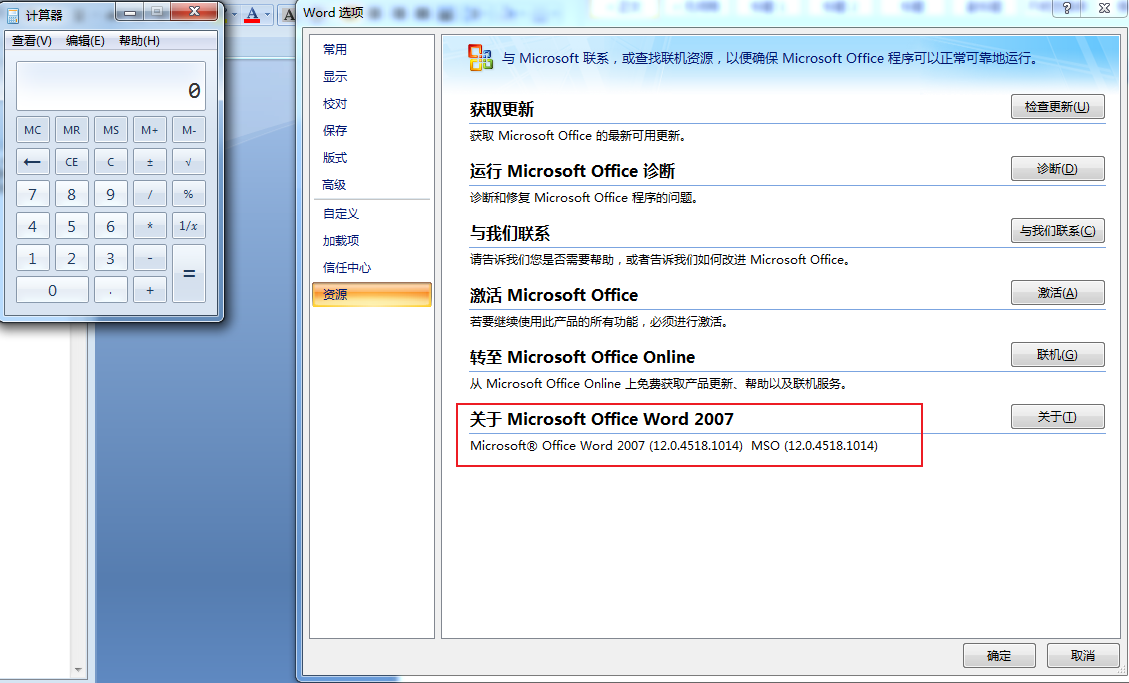 计算器
查看(V) 编辑(E) 帮助(H)
0
MC MR MS M+ M-
← CE C ± √
7 8 9 / %
4 5 6 * 1/x
1 2 3 - =
0 . +
A
A
Word 选项
常用
显示
校对
保存
版式
高级
自定义
加载项
信任中心
资源
与 Microsoft 联系，或查找联机资源，以便确保 Microsoft Office 程序可以正常可靠地运行。
获取更新
检查更新(U)
获取 Microsoft Office 的最新可用更新。
运行 Microsoft Office 诊断
诊断(D)
诊断和修复 Microsoft Office 程序的问题。
与我们联系
与我们联系(C)
请告诉我们您是否需要帮助，或者告诉我们如何改进 Microsoft Office。
激活 Microsoft Office
激活(A)
若要继续使用此产品的所有功能，必须进行激活。
转至 Microsoft Office Online
联机(G)
从 Microsoft Office Online 上免费获取产品更新、帮助以及联机服务。
关于 Microsoft Office Word 2007
关于(T)
Microsoft® Office Word 2007 (12.0.4518.1014) MSO (12.0.4518.1014)
确定
取消